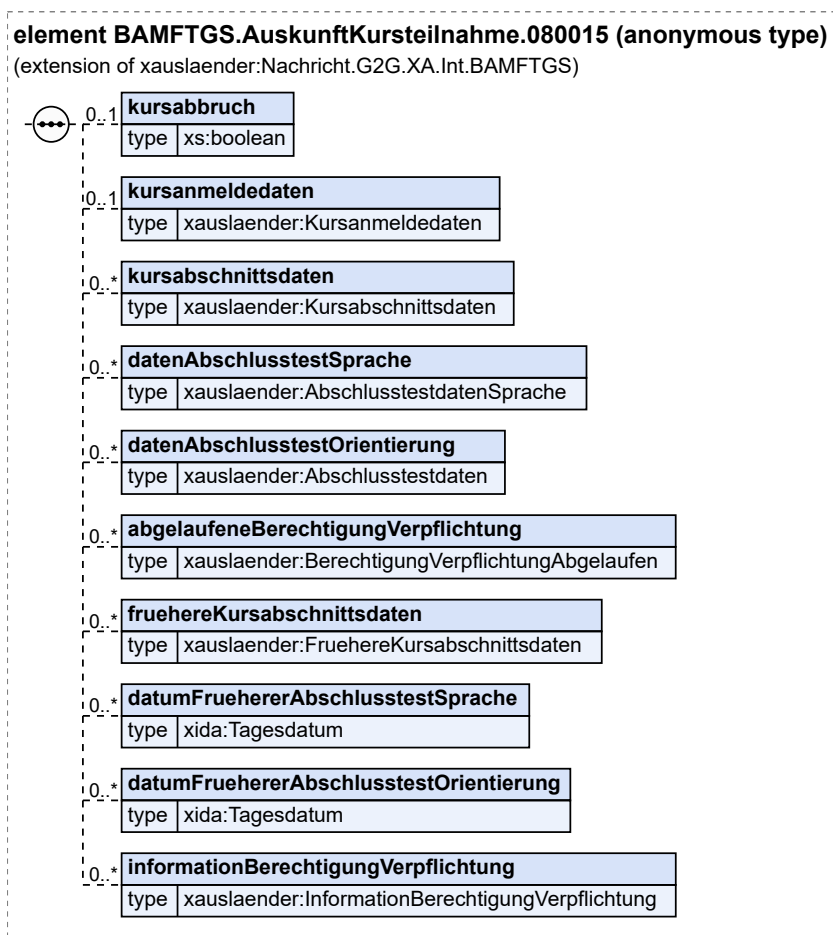 element BAMFTGS.AuskunftKursteilnahme.080015 (anonymous type)
(extension of xauslaender:Nachricht.G2G.XA.Int.BAMFTGS)
0..1 kursabbruch
type xs:boolean
0..1 kursanmeldedaten
type xauslaender:Kursanmeldedaten
0..* kursabschnittsdaten
type xauslaender:Kursabschnittsdaten
0..* datenAbschlusstestSprache
type xauslaender:AbschlusstestdatenSprache
0..* datenAbschlusstestOrientierung
type xauslaender:Abschlusstestdaten
0..* abgelaufeneBerechtigungVerpflichtung
type xauslaender:BerechtigungVerpflichtungAbgelaufen
0..* fruehereKursabschnittsdaten
type xauslaender:FruehereKursabschnittsdaten
0..* datumFruehererAbschlusstestSprache
type xida:Tagesdatum
0..* datumFruehererAbschlusstestOrientierung
type xida:Tagesdatum
0..* informationBerechtigungVerpflichtung
type xauslaender:InformationBerechtigungVerpflichtung